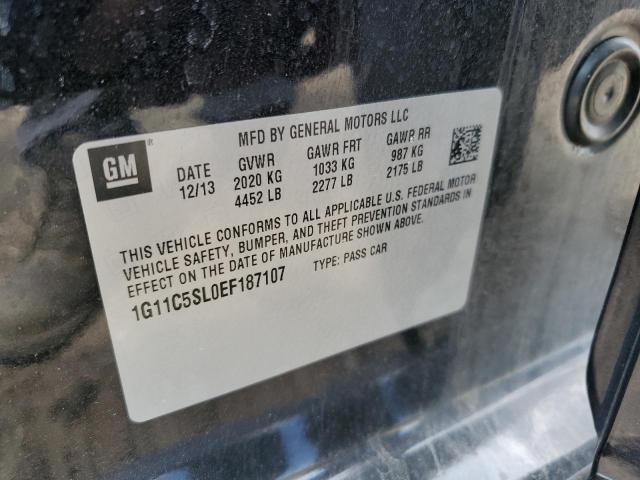 GM
®
MFD BY GENERAL MOTORS LLC
DATE GVWR GAWR FRT GAWR RR
12/13 2020 KG 1033 KG 987 KG
4452 LB 2277 LB 2175 LB
THIS VEHICLE CONFORMS TO ALL APPLICABLE U.S. FEDERAL MOTOR
VEHICLE SAFETY, BUMPER, AND THEFT PREVENTION STANDARDS IN
EFFECT ON THE DATE OF MANUFACTURE SHOWN ABOVE.
1G11C5SL0EF187107 TYPE: PASS CAR